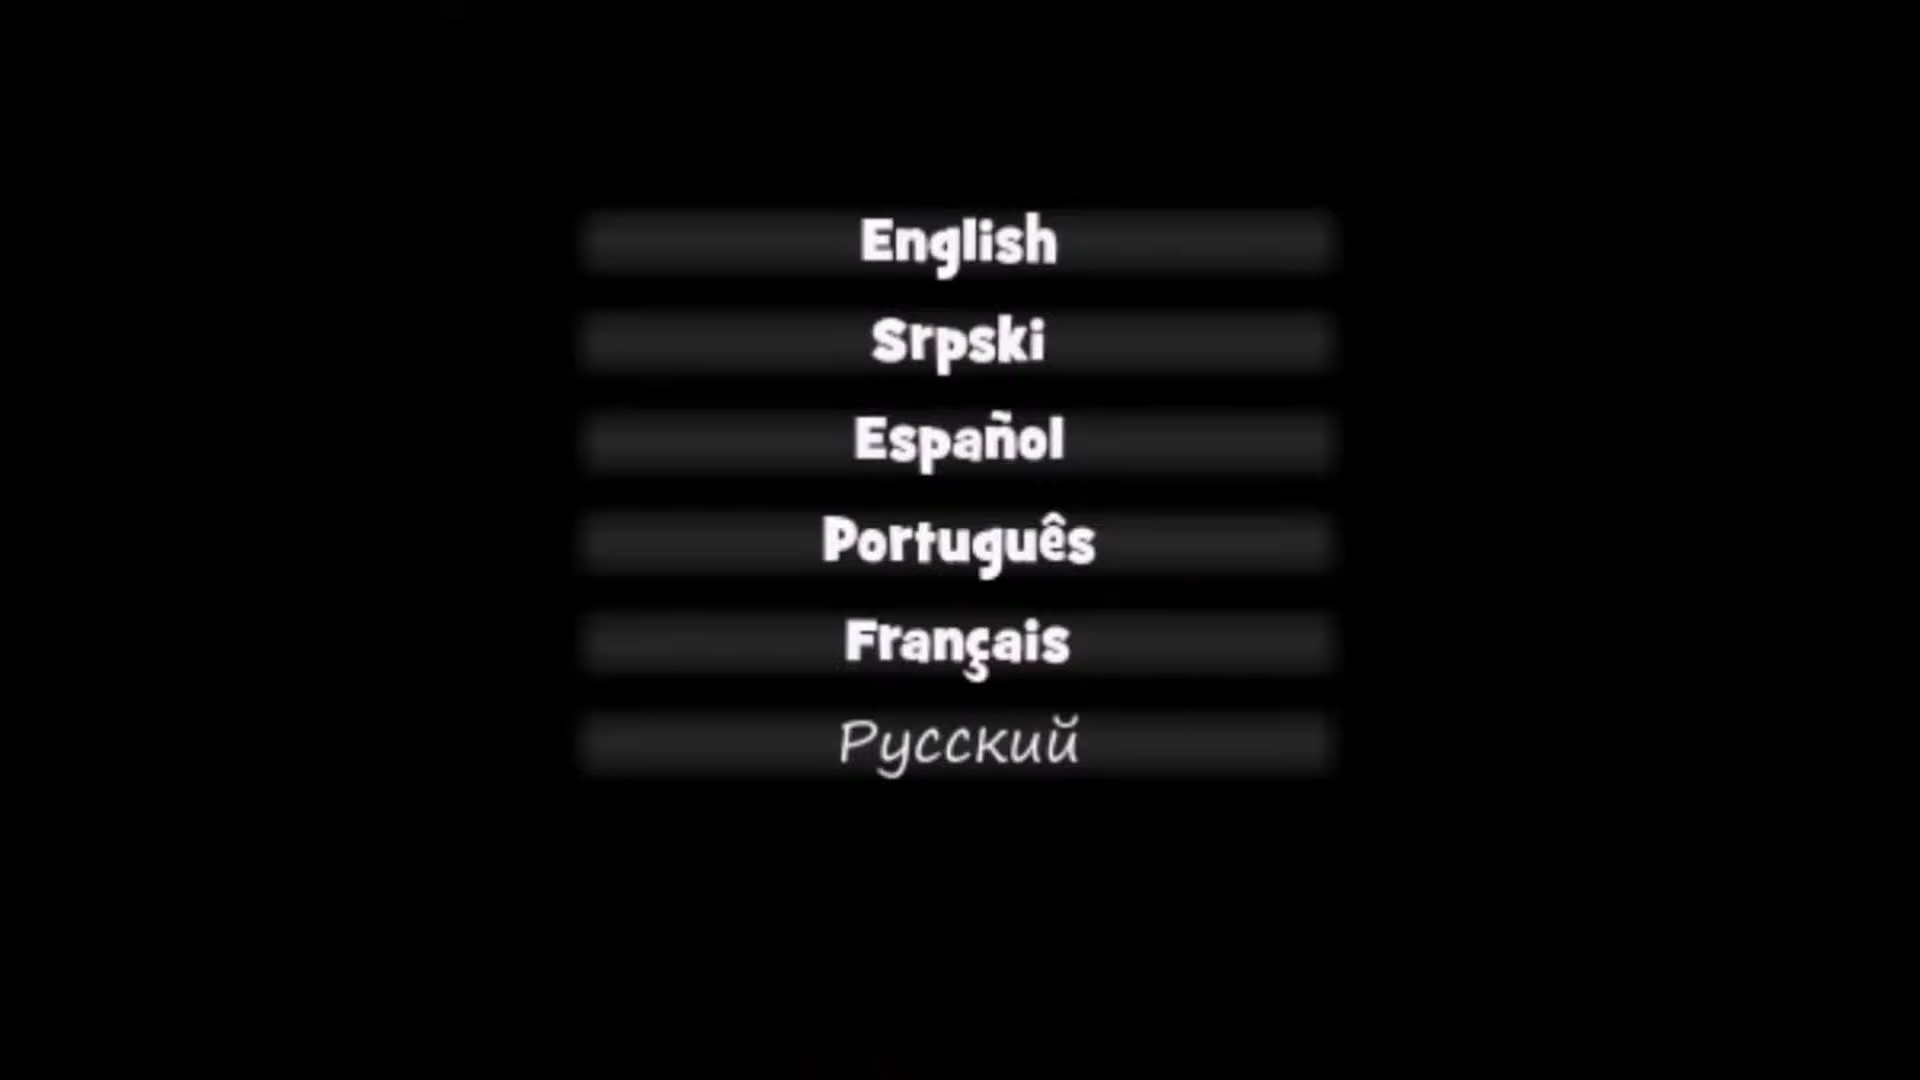 English
Srpski
Español
Português
Français
Русский